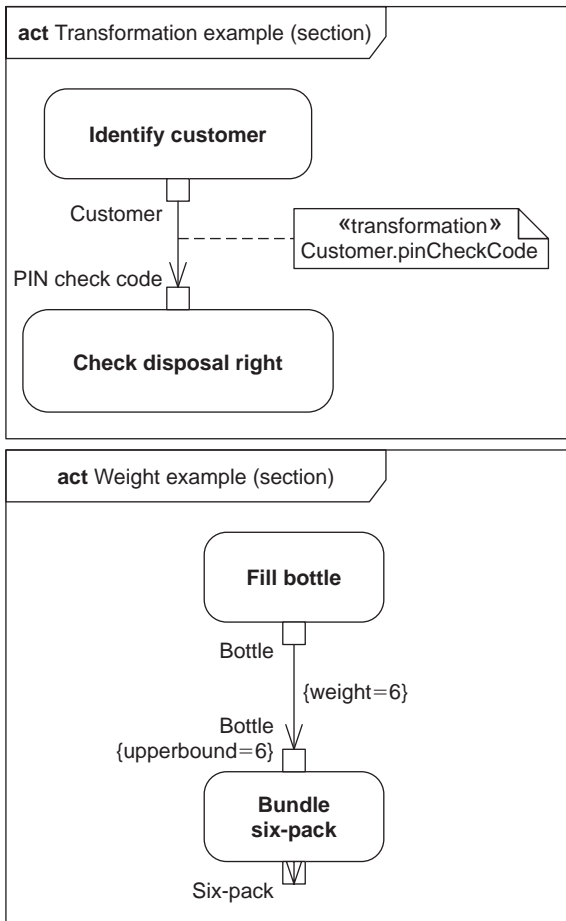 act Transformation example (section)
Identify customer
Customer
«transformation»
Customer.pinCheckCode
PIN check code
Check disposal right
act Weight example (section)
Fill bottle
Bottle
{weight=6}
Bottle
{upperbound=6}
Bundle
six-pack
Six-pack